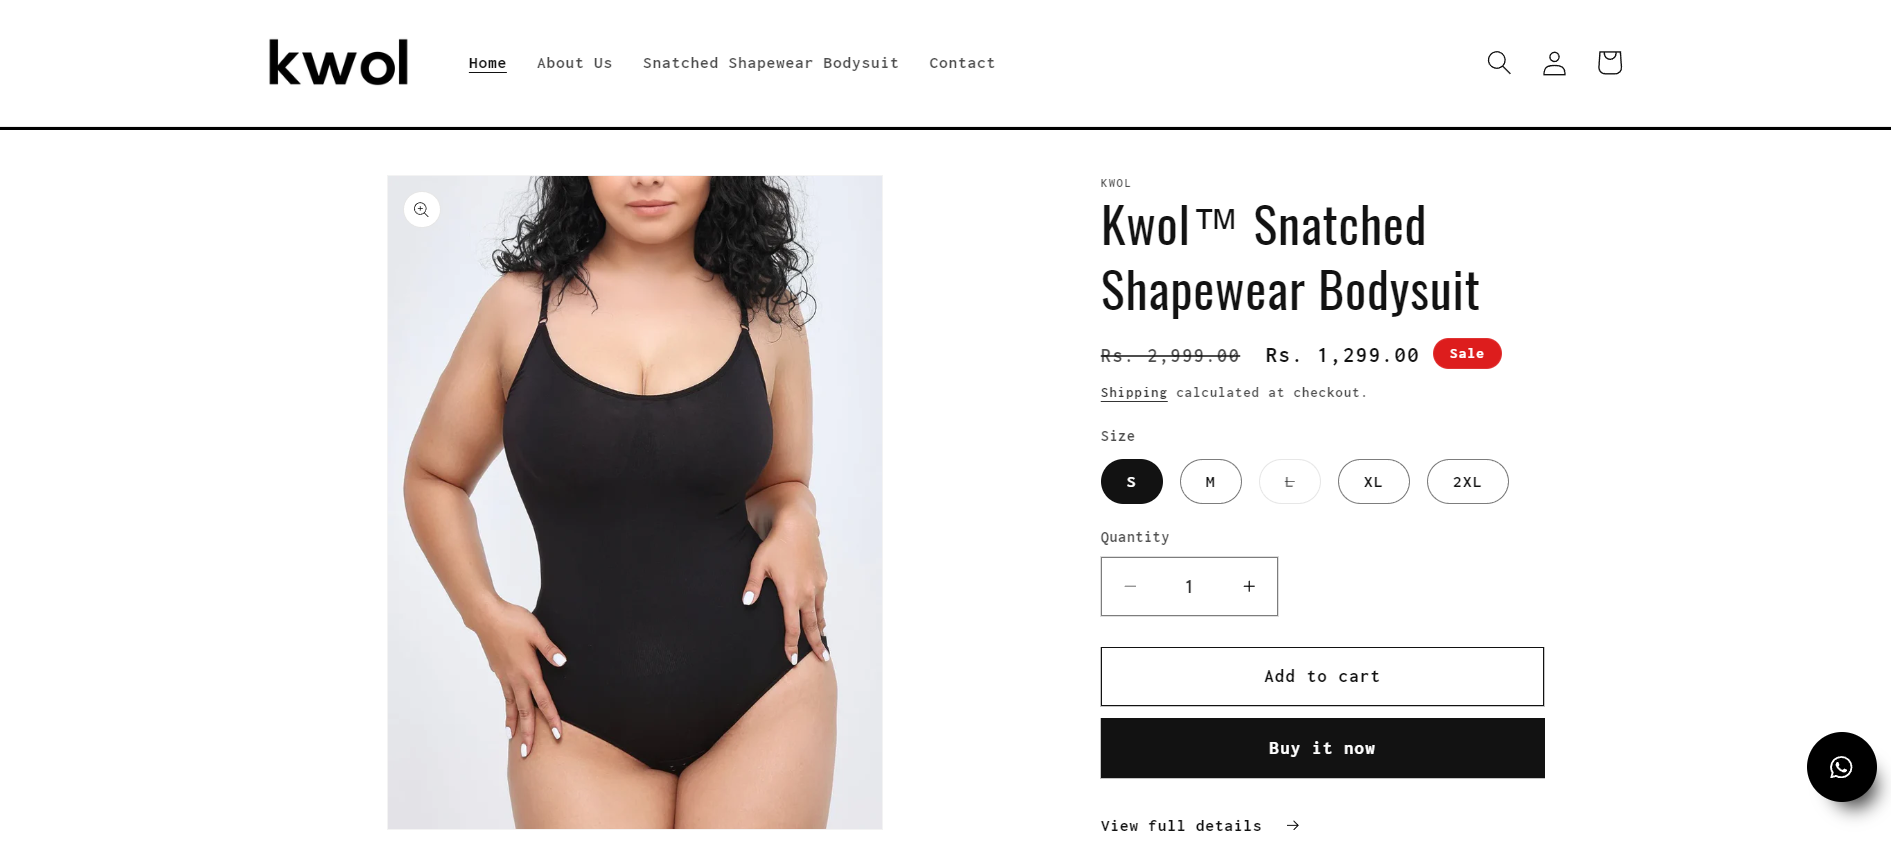 kwol
Home About Us Snatched Shapewear Bodysuit Contact
KWOL
Kwol™ Snatched
Shapewear Bodysuit
Rs. 2,999.00 Rs. 1,299.00 Sale
Shipping calculated at checkout.
Size
S M L XL 2XL
Quantity
− 1 +
Add to cart
Buy it now
View full details →